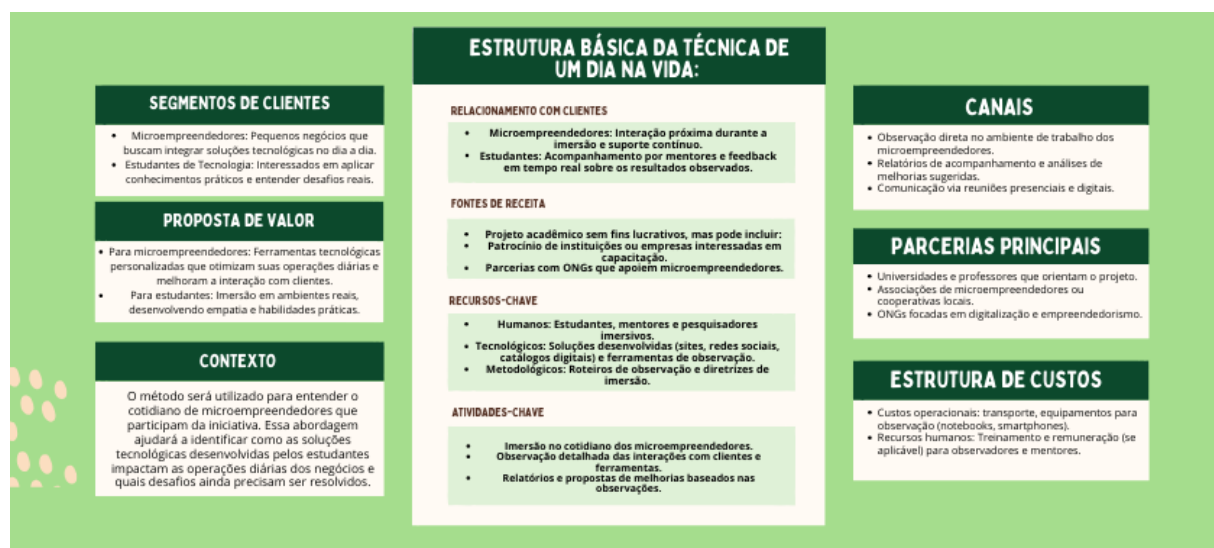 SEGMENTOS DE CLIENTES
• Microempreendedores: Pequenos negócios que
buscam integrar soluções tecnológicas no dia a dia.
• Estudantes de Tecnologia: Interessados em aplicar
conhecimentos práticos e entender desafios reais.
PROPOSTA DE VALOR
• Para microempreendedores: Ferramentas tecnológicas
personalizadas que otimizam suas operações diárias e
melhoram a interação com clientes.
• Para estudantes: Imersão em ambientes reais,
desenvolvendo empatia e habilidades práticas.
CONTEXTO
O método será utilizado para entender o
cotidiano de microempreendedores que
participam da iniciativa. Essa abordagem
ajudará a identificar como as soluções
tecnológicas desenvolvidas pelos estudantes
impactam as operações diárias dos negócios e
quais desafios ainda precisam ser resolvidos.
ESTRUTURA BÁSICA DA TÉCNICA DE
UM DIA NA VIDA:
RELACIONAMENTO COM CLIENTES
• Microempreendedores: Interação próxima durante a
imersão e suporte contínuo.
• Estudantes: Acompanhamento por mentores e feedback
em tempo real sobre os resultados observados.
FONTES DE RECEITA
• Projeto acadêmico sem fins lucrativos, mas pode incluir:
• Patrocínio de instituições ou empresas interessadas em
capacitação.
• Parcerias com ONGs que apoiem microempreendedores.
RECURSOS-CHAVE
• Humanos: Estudantes, mentores e pesquisadores
imersivos.
• Tecnológicos: Soluções desenvolvidas (sites, redes sociais,
catálogos digitais) e ferramentas de observação.
• Metodológicos: Roteiros de observação e diretrizes de
imersão.
ATIVIDADES-CHAVE
• Imersão no cotidiano dos microempreendedores.
• Observação detalhada das interações com clientes e
ferramentas.
• Relatórios e propostas de melhorias baseados nas
observações.
CANAIS
• Observação direta no ambiente de trabalho dos
microempreendedores.
• Relatórios de acompanhamento e análises de
melhorias sugeridas.
• Comunicação via reuniões presenciais e digitais.
PARCERIAS PRINCIPAIS
• Universidades e professores que orientam o projeto.
• Associações de microempreendedores ou
cooperativas locais.
• ONGs focadas em digitalização e empreendedorismo.
ESTRUTURA DE CUSTOS
• Custos operacionais: transporte, equipamentos para
observação (notebooks, smartphones).
• Recursos humanos: Treinamento e remuneração (se
aplicável) para observadores e mentores.